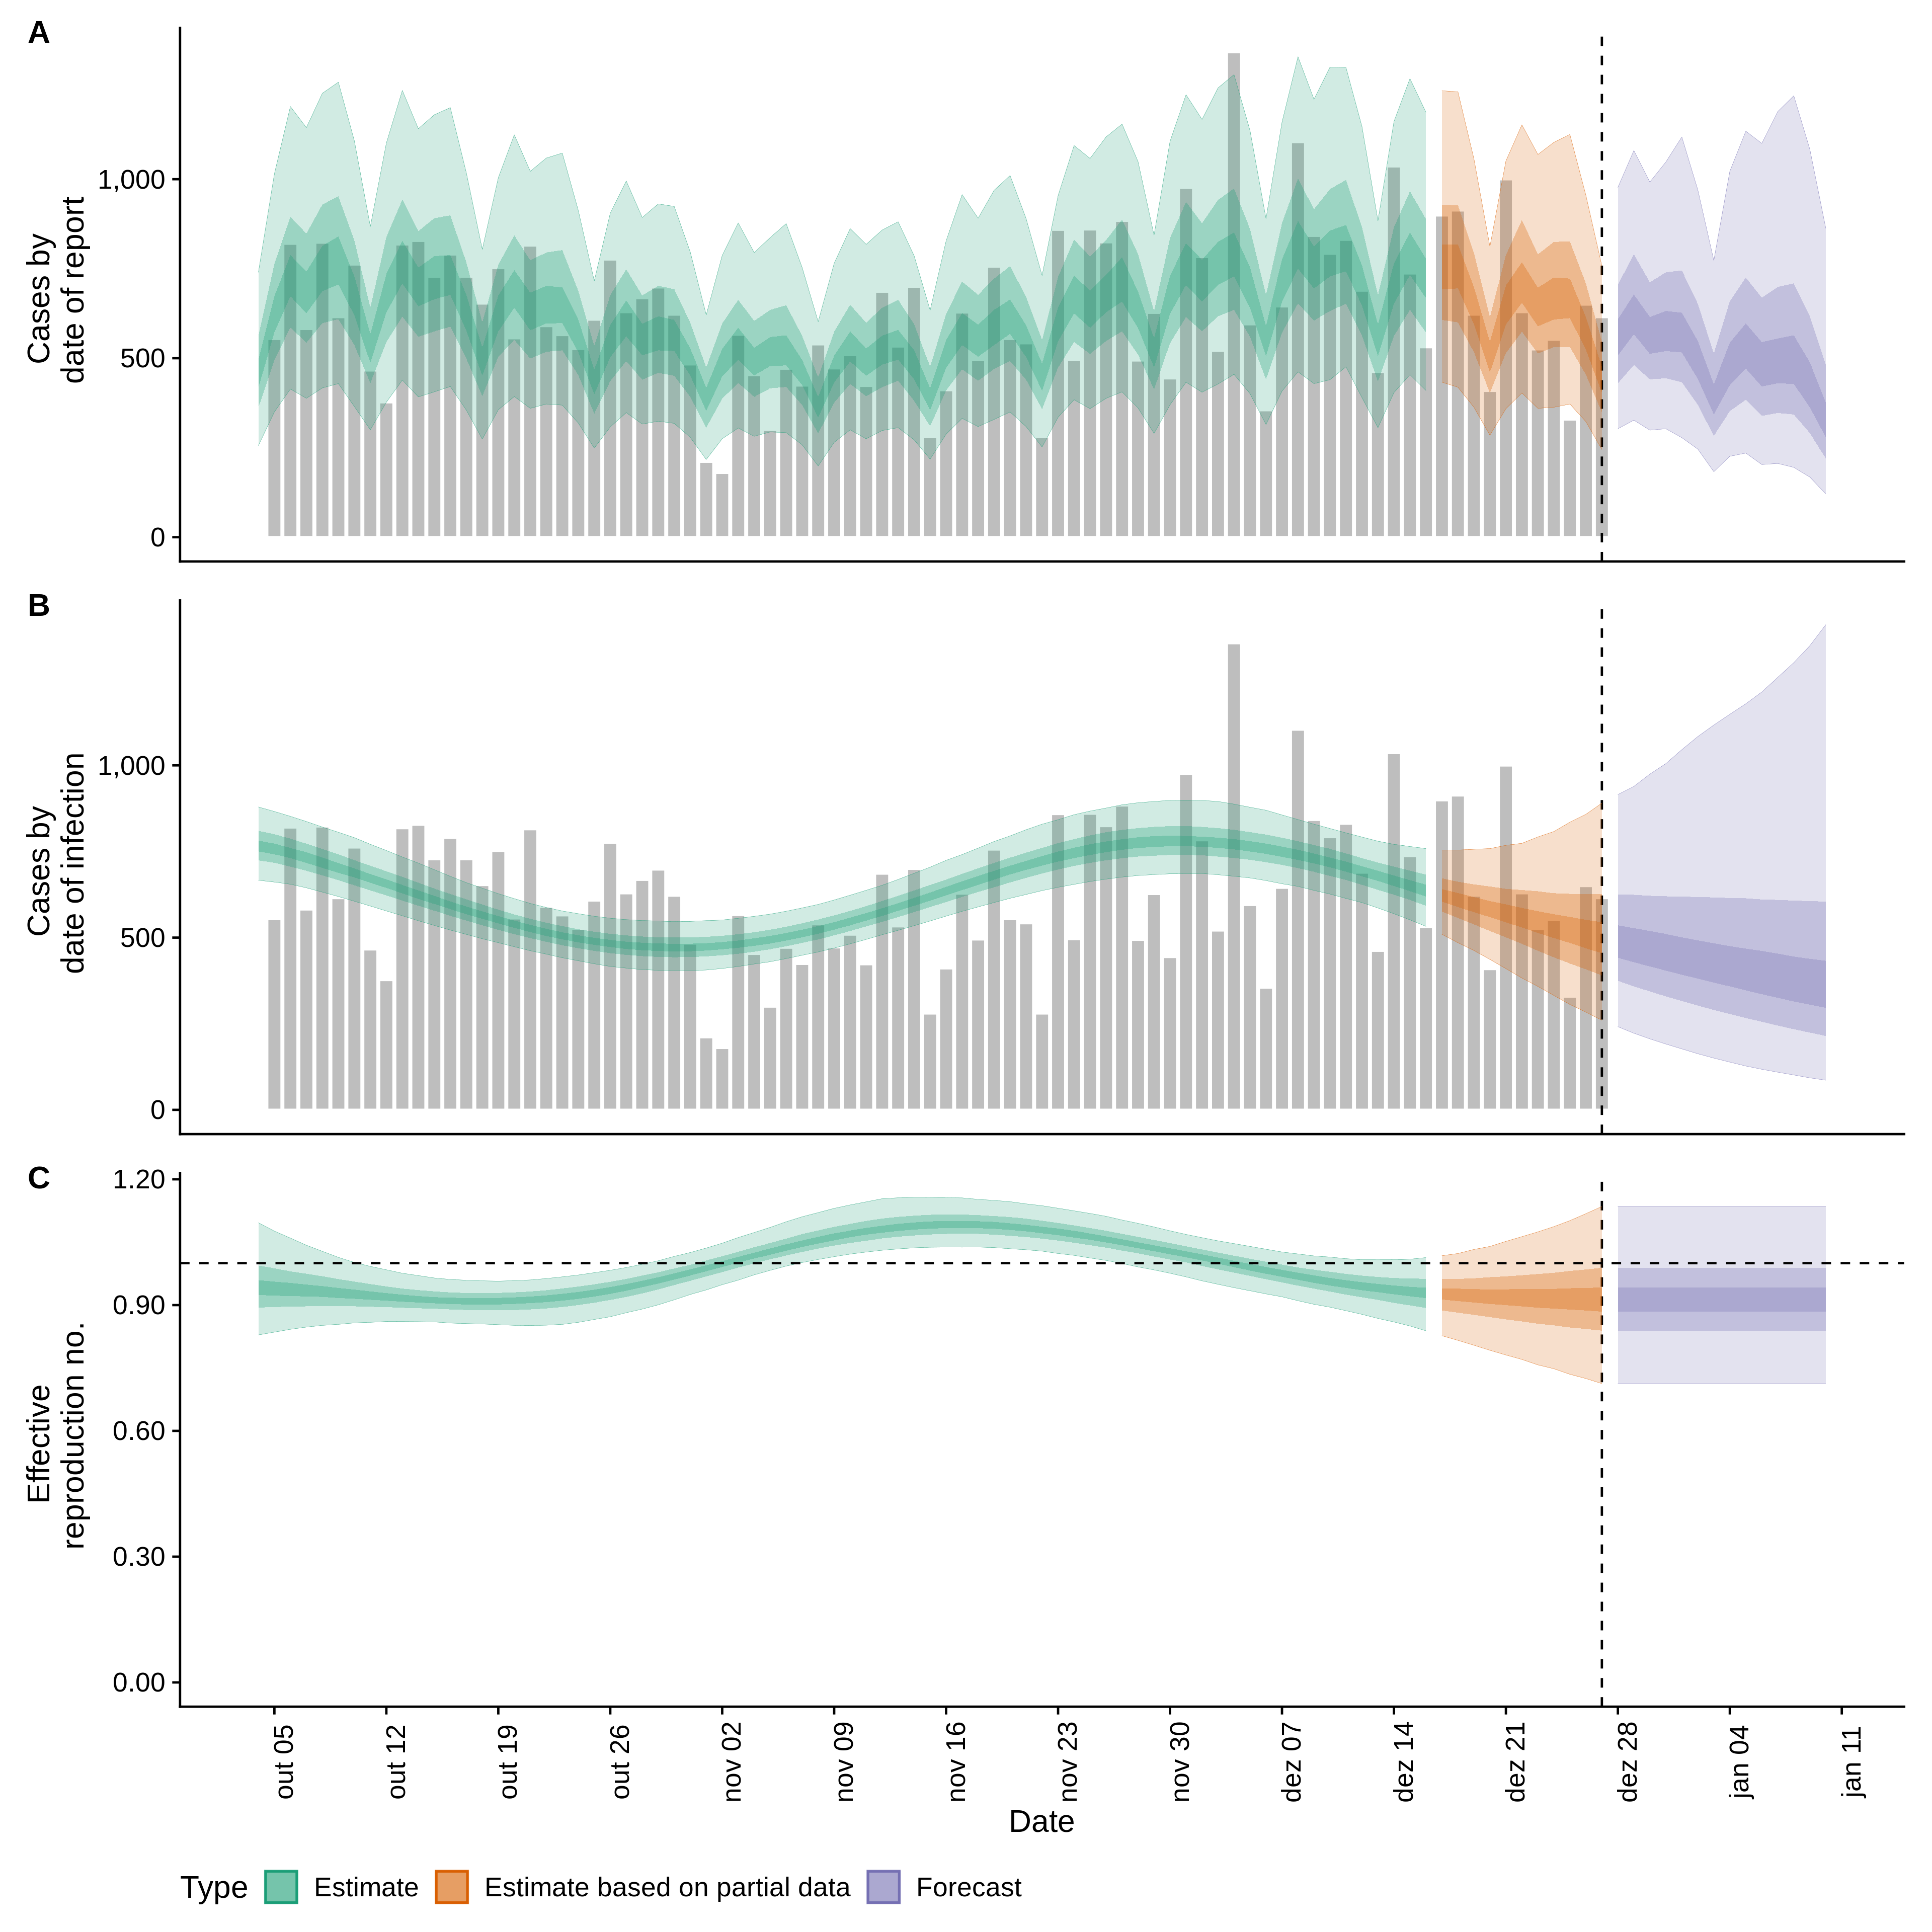 A
Cases by
date of report
1,000
500
0
B
Cases by
date of infection
1,000
500
0
C
Effective
reproduction no.
1.20
0.90
0.60
0.30
0.00
out 05
out 12
out 19
out 26
nov 02
nov 09
nov 16
nov 23
nov 30
dez 07
dez 14
dez 21
dez 28
jan 04
jan 11
Date
Type Estimate Estimate based on partial data Forecast